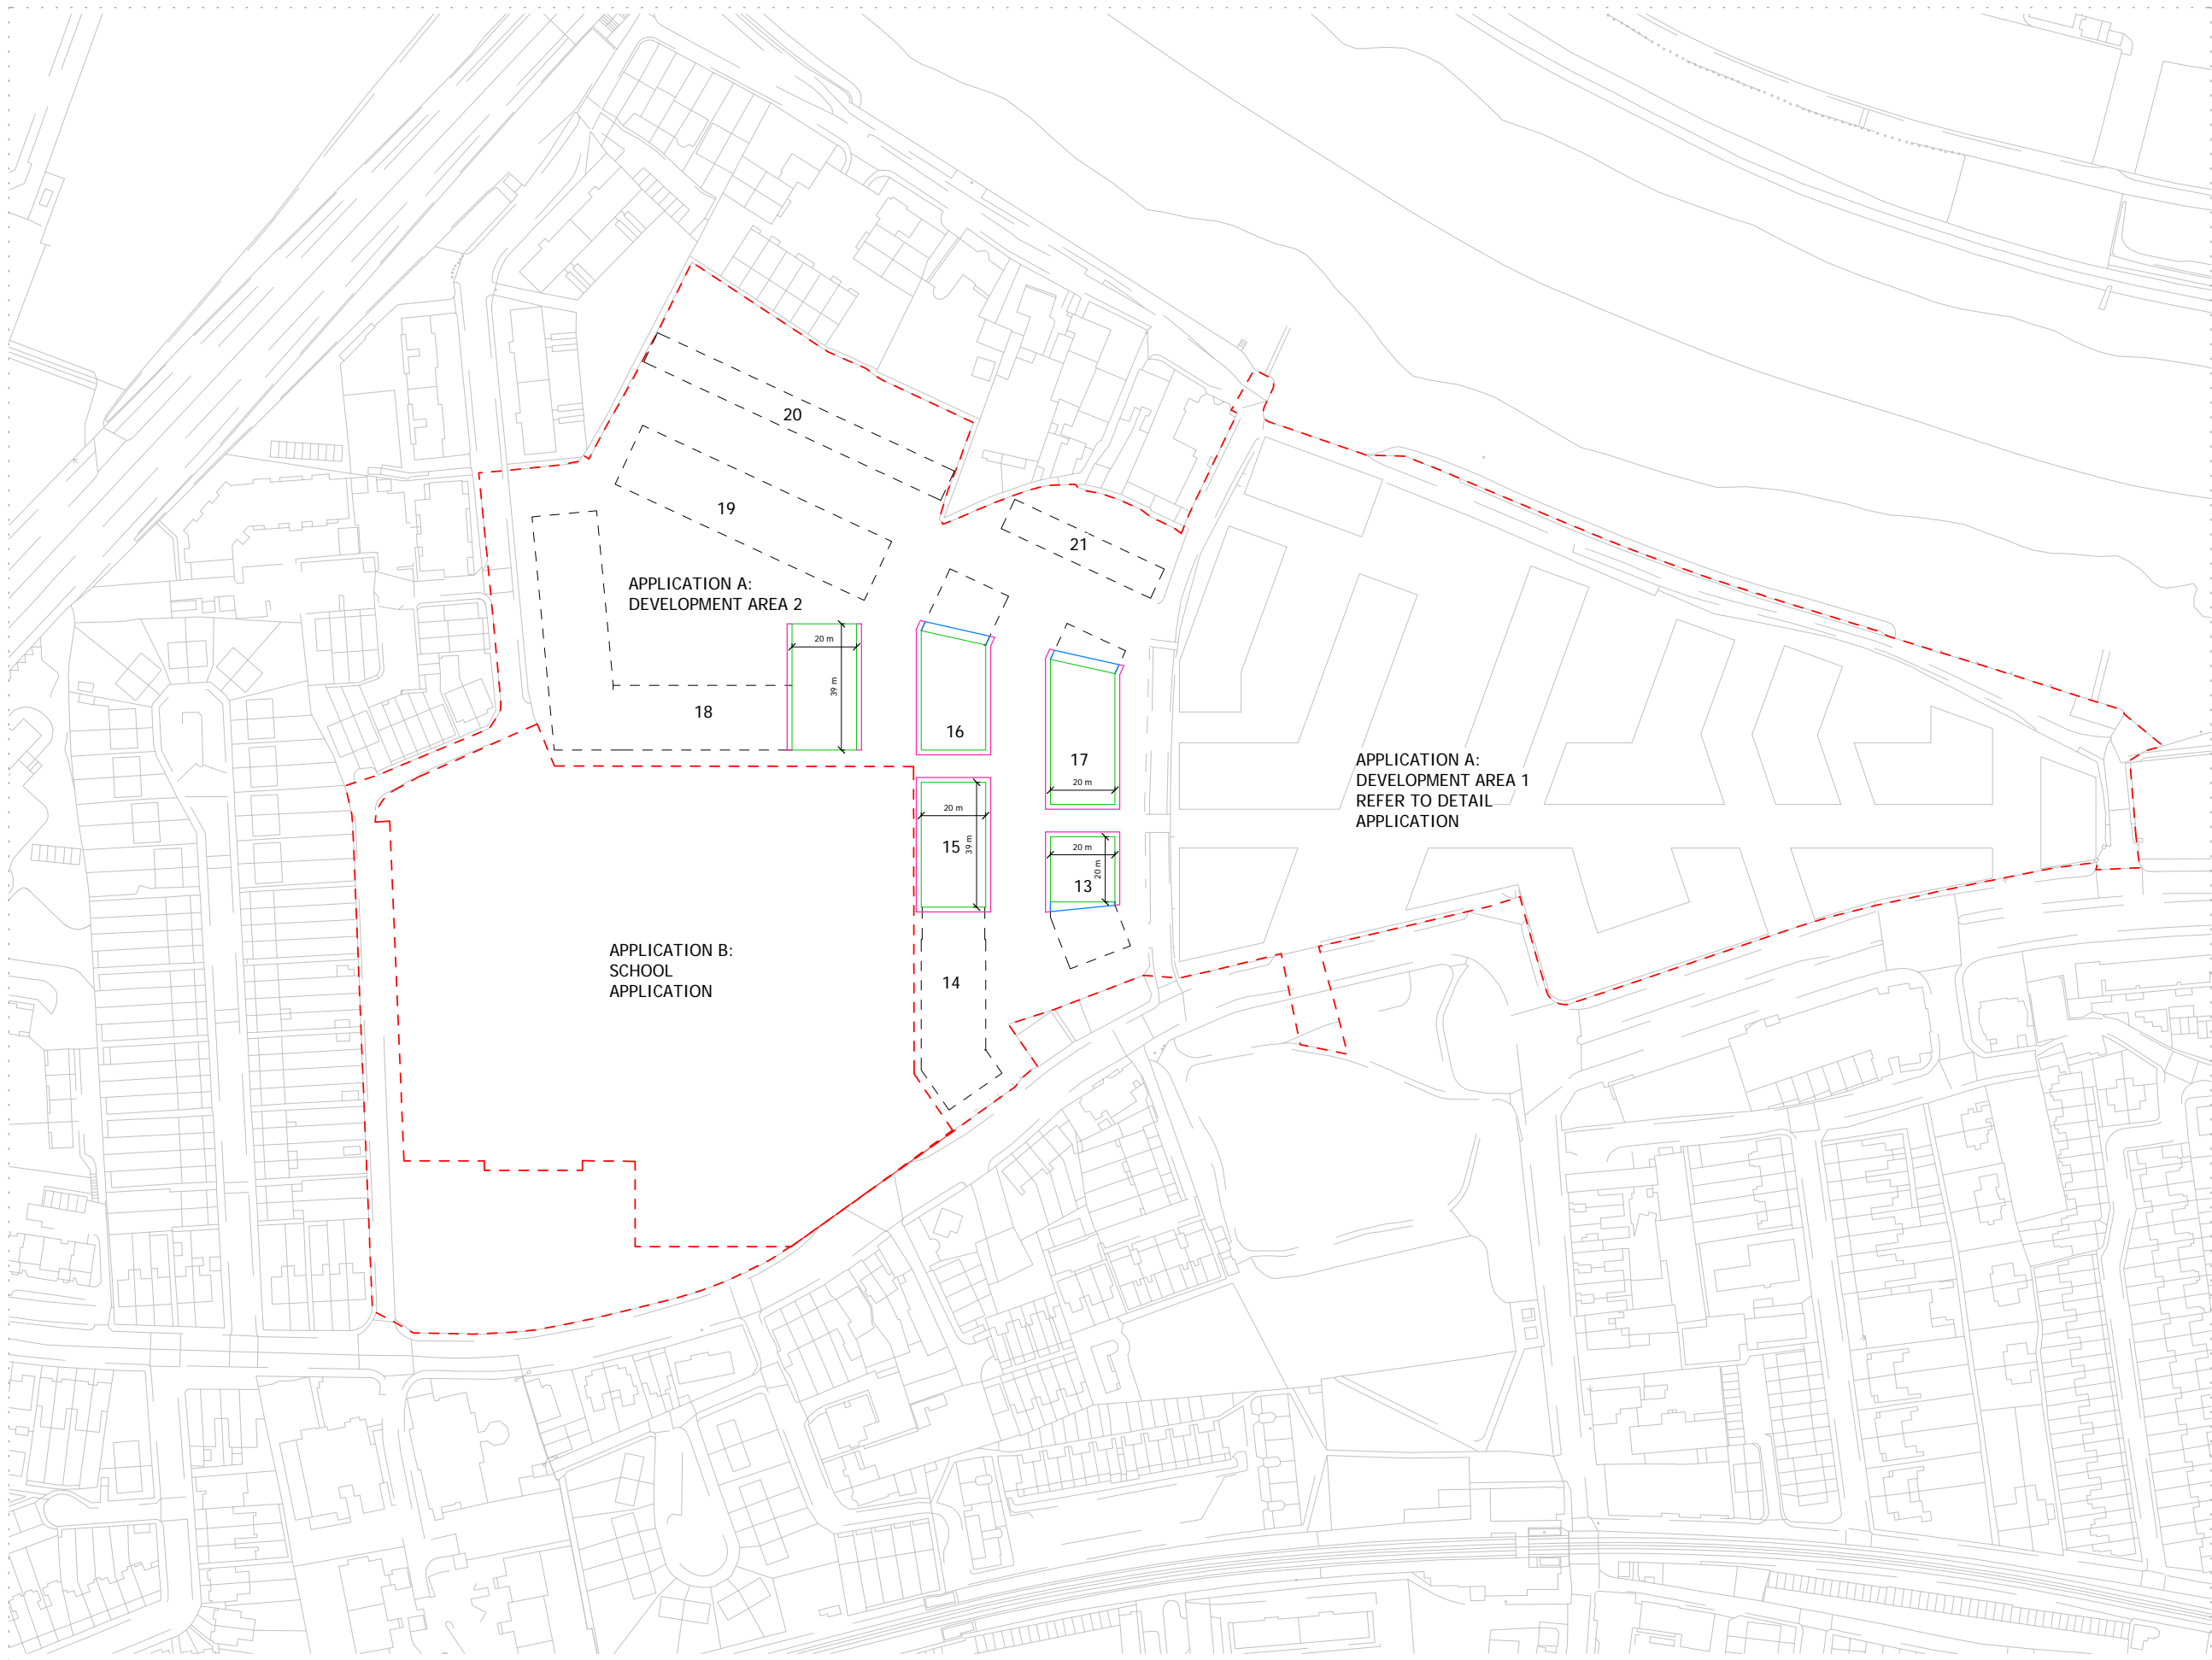 20
19
21
APPLICATION A:
DEVELOPMENT AREA 2
20 m
39 m
18
16
17
20 m
APPLICATION A:
DEVELOPMENT AREA 1
REFER TO DETAIL
APPLICATION
20 m
15
39 m
20 m
20 m
13
APPLICATION B:
SCHOOL
APPLICATION
14